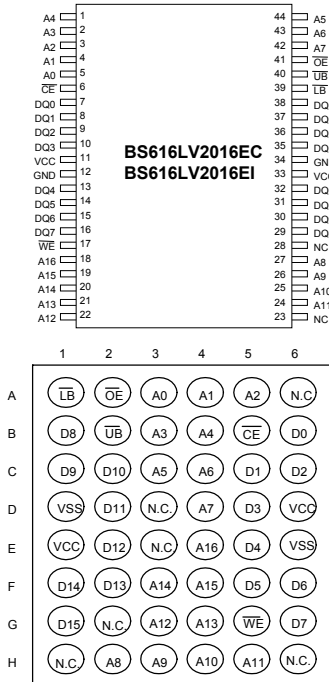 A4 1 44 A5
A3 2 43 A6
A2 3 42 A7
A1 4 41 OE
A0 5 40 UB
CE 6 39 LB
DQ0 7 38 DQ
DQ1 8 37 DQ
DQ2 9 36 DQ
DQ3 10 35 DQ
VCC 11 BS616LV2016EC 34 GN
GND 12 BS616LV2016EI 33 VC
DQ4 13 32 DQ
DQ5 14 31 DQ
DQ6 15 30 DQ
DQ7 16 29 DQ
WE 17 28 NC
A16 18 27 A8
A15 19 26 A9
A14 20 25 A10
A13 21 24 A11
A12 22 23 NC
1 2 3 4 5 6
A LB OE A0 A1 A2 N.C
B D8 UB A3 A4 CE D0
C D9 D10 A5 A6 D1 D2
D VSS D11 N.C. A7 D3 VCC
E VCC D12 N.C. A16 D4 VSS
F D14 D13 A14 A15 D5 D6
G D15 N.C. A12 A13 WE D7
H N.C. A8 A9 A10 A11 N.C.